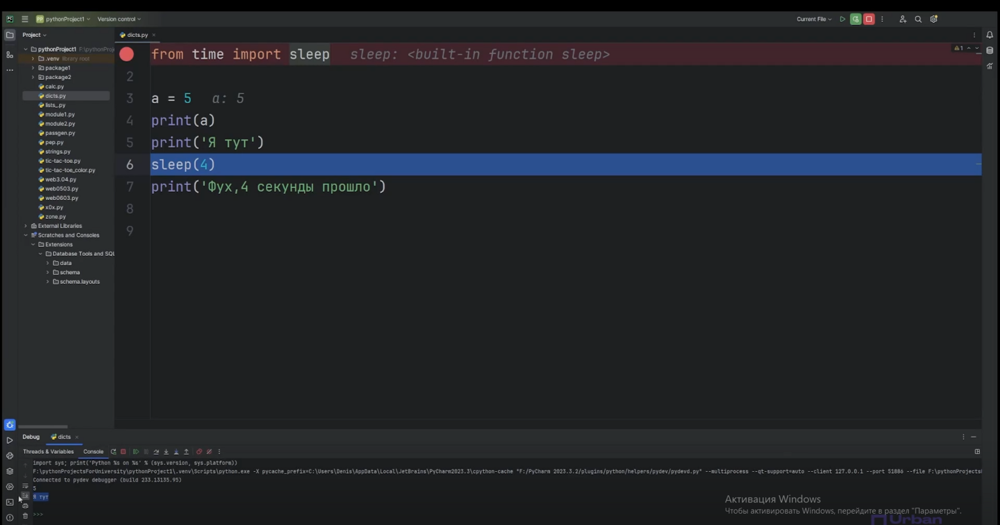 PC
PP pythonProject1
Version control
Current File
Project
dicts.py
pythonProject1 F:\pythonProj
.venv library root
package1
package2
calc.py
dicts.py
lists_.py
module1.py
module2.py
passgen.py
pep.py
strings.py
tic-tac-toe.py
tic-tac-toe_color.py
web3.04.py
web0503.py
web0603.py
x0x.py
zone.py
External Libraries
Scratches and Consoles
Extensions
Database Tools and SQL
data
schema
schema.layouts
1
from time import sleep sleep: <built-in function sleep>
2
3 a = 5 a: 5
4 print(a)
5 print('Я тут')
6 sleep(4)
7 print('Фух,4 секунды прошло')
8
9
Debug
dicts
Threads & Variables
Console
import sys; print('Python %s on %s' % (sys.version, sys.platform))
F:\pythonProjectsForUniversity\pythonProject1\.venv\Scripts\python.exe -X pycache_prefix=C:\Users\Denis\AppData\Local\JetBrains\PyCharm2023.3\cpython-cache "F:/PyCharm 2023.3.2/plugins/python/helpers/pydev/pydevd.py" --multiprocess --qt-support=auto --client 127.0.0.1 --port 51886 --file F:\pythonProjects
Connected to pydev debugger (build 233.13135.95)
5
Я тут
>>>
Активация Windows
Чтобы активировать Windows, перейдите в раздел "Параметры".
Urban